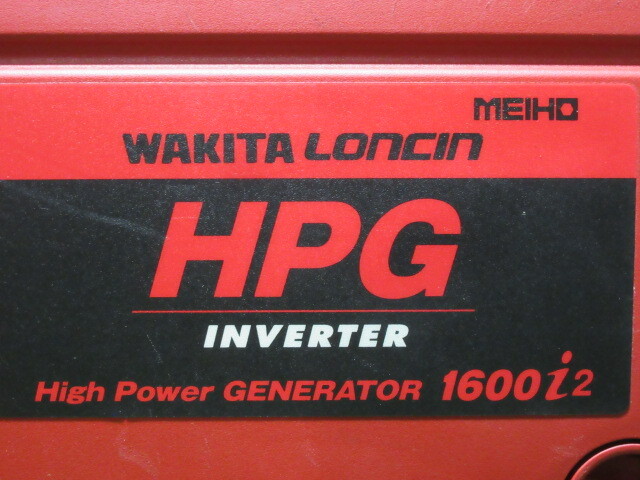 MEIHO
WAKITA LONCIN
HPG
INVERTER
High Power GENERATOR 1600i2